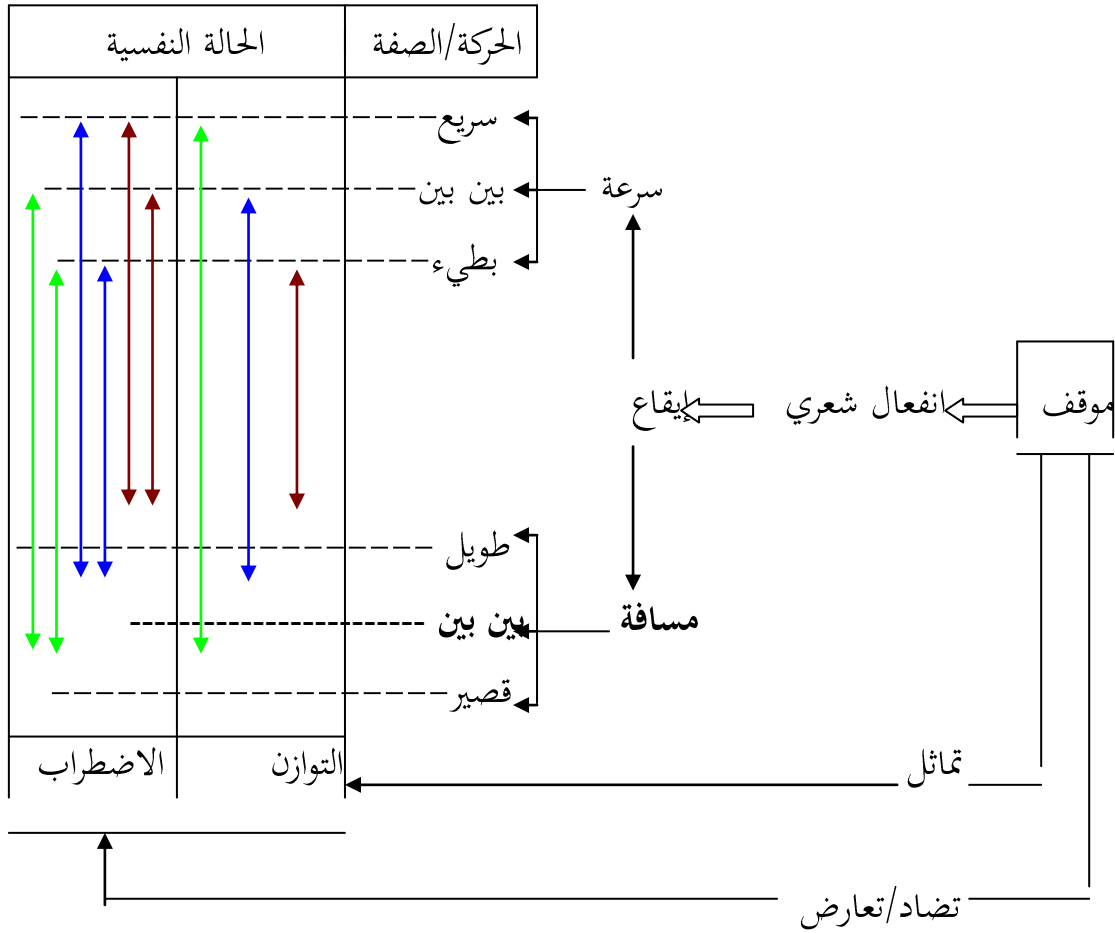 الحركة/الصفة الحالة النفسية
سريع
بين بين
سرعة
بطيء
موقف انفعال شعري إيقاع
طويل
مسافة
بين بين
قصير
تماثل التوازن الاضطراب
تضاد/تعارض